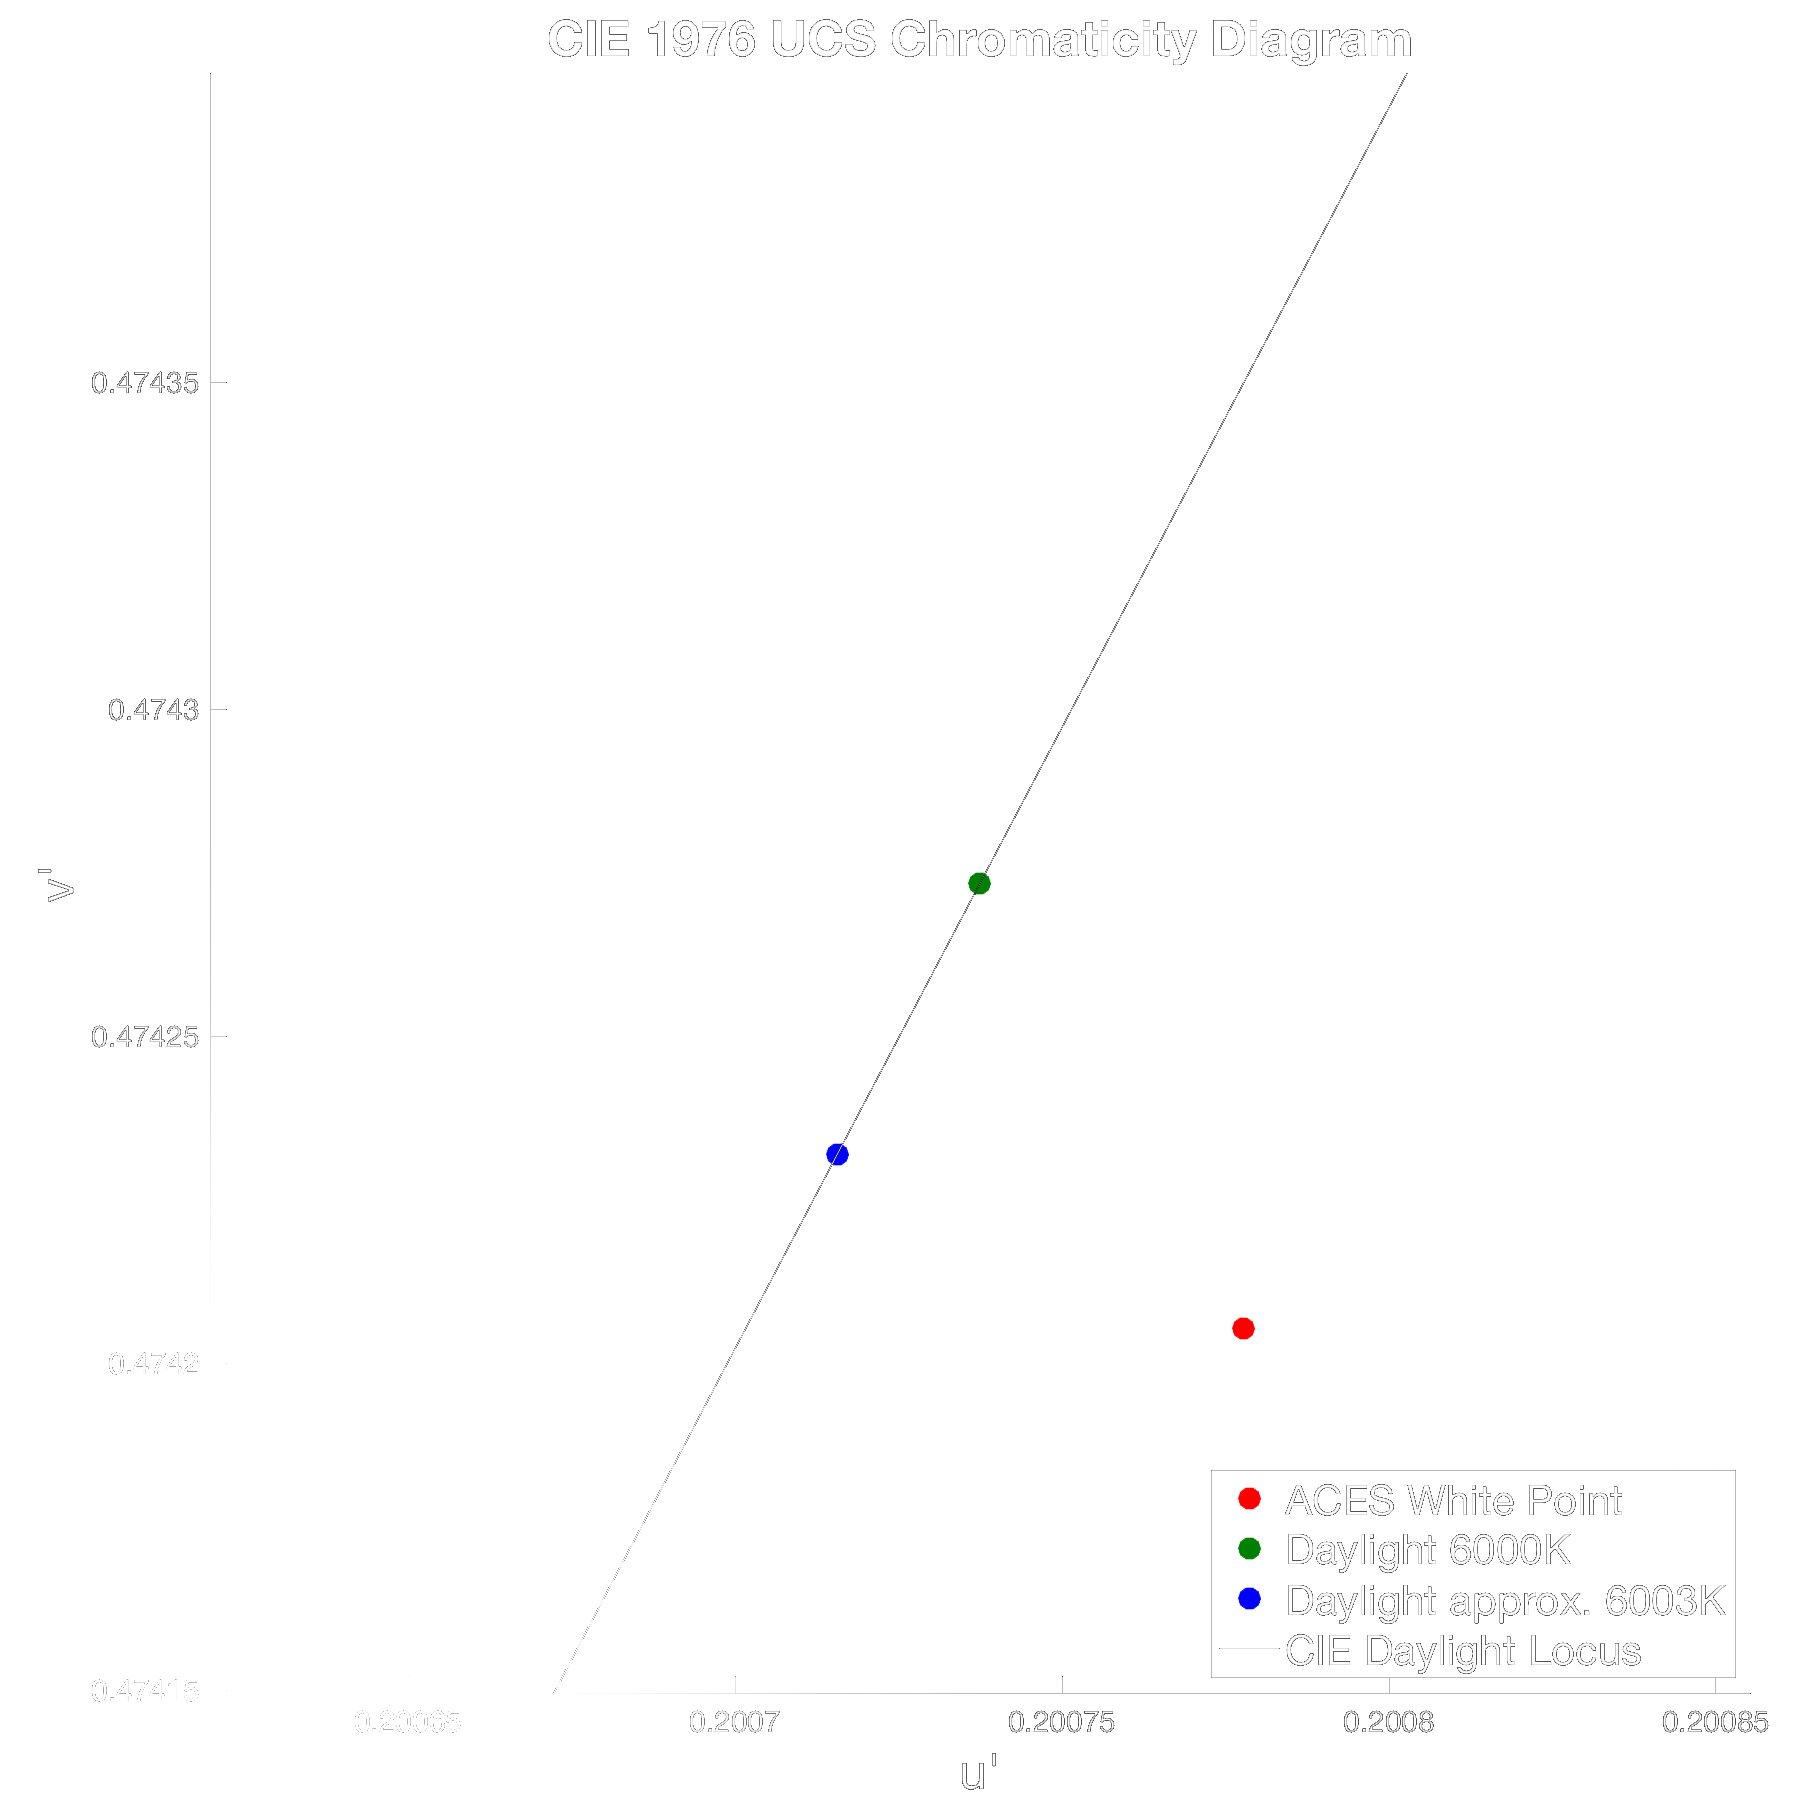 CIE 1976 UCS Chromaticity Diagram
0.47435
0.4743
v'
0.47425
0.4742
0.47415
ACES White Point
Daylight 6000K
Daylight approx. 6003K
CIE Daylight Locus
0.20065
0.2007
0.20075
0.2008
0.20085
u'